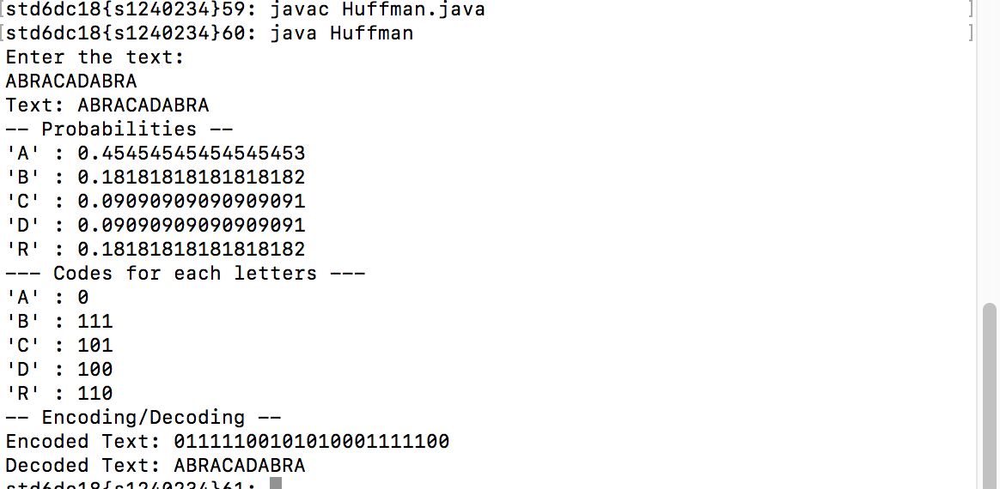 [std6dc18{s1240234}59: javac Huffman.java ]
[std6dc18{s1240234}60: java Huffman ]
Enter the text:
ABRACADABRA
Text: ABRACADABRA
-- Probabilities --
'A' : 0.45454545454545453
'B' : 0.18181818181818182
'C' : 0.09090909090909091
'D' : 0.09090909090909091
'R' : 0.18181818181818182
--- Codes for each letters ---
'A' : 0
'B' : 111
'C' : 101
'D' : 100
'R' : 110
-- Encoding/Decoding --
Encoded Text: 01111100101010001111100
Decoded Text: ABRACADABRA
std6dc18{s1240234}61: